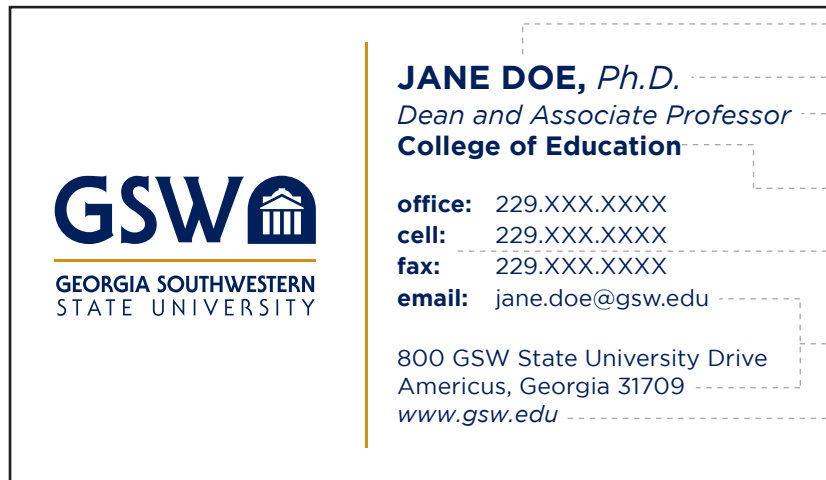 GSW
GEORGIA SOUTHWESTERN
STATE UNIVERSITY
JANE DOE, Ph.D.
Dean and Associate Professor
College of Education
office: 229.XXX.XXXX
cell: 229.XXX.XXXX
fax: 229.XXX.XXXX
email: jane.doe@gsw.edu
800 GSW State University Drive
Americus, Georgia 31709
www.gsw.edu